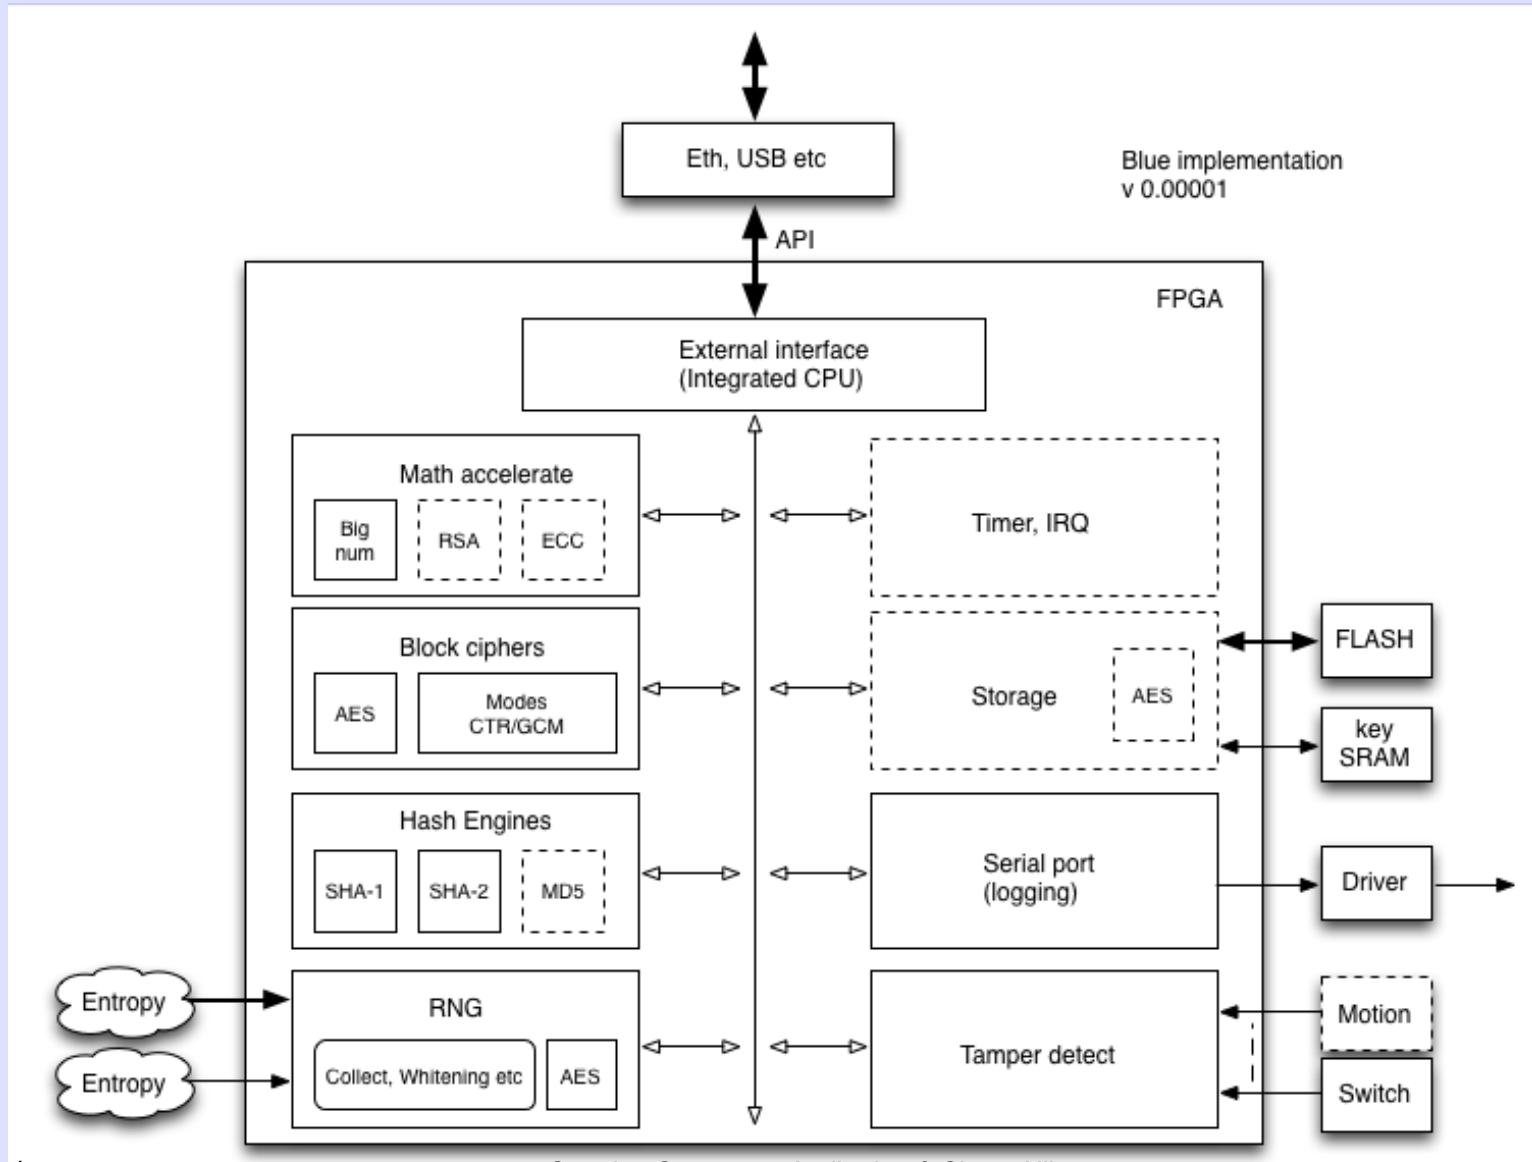 Eth, USB etc
Blue implementation
v 0.00001
API
FPGA
External interface
(Integrated CPU)
Math accelerate
Big
num
RSA
ECC
Timer, IRQ
Block ciphers
AES
Modes
CTR/GCM
Storage
AES
FLASH
key
SRAM
Hash Engines
SHA-1
SHA-2
MD5
Serial port
(logging)
Driver
Entropy
Entropy
RNG
Collect, Whitening etc
AES
Tamper detect
Motion
Switch